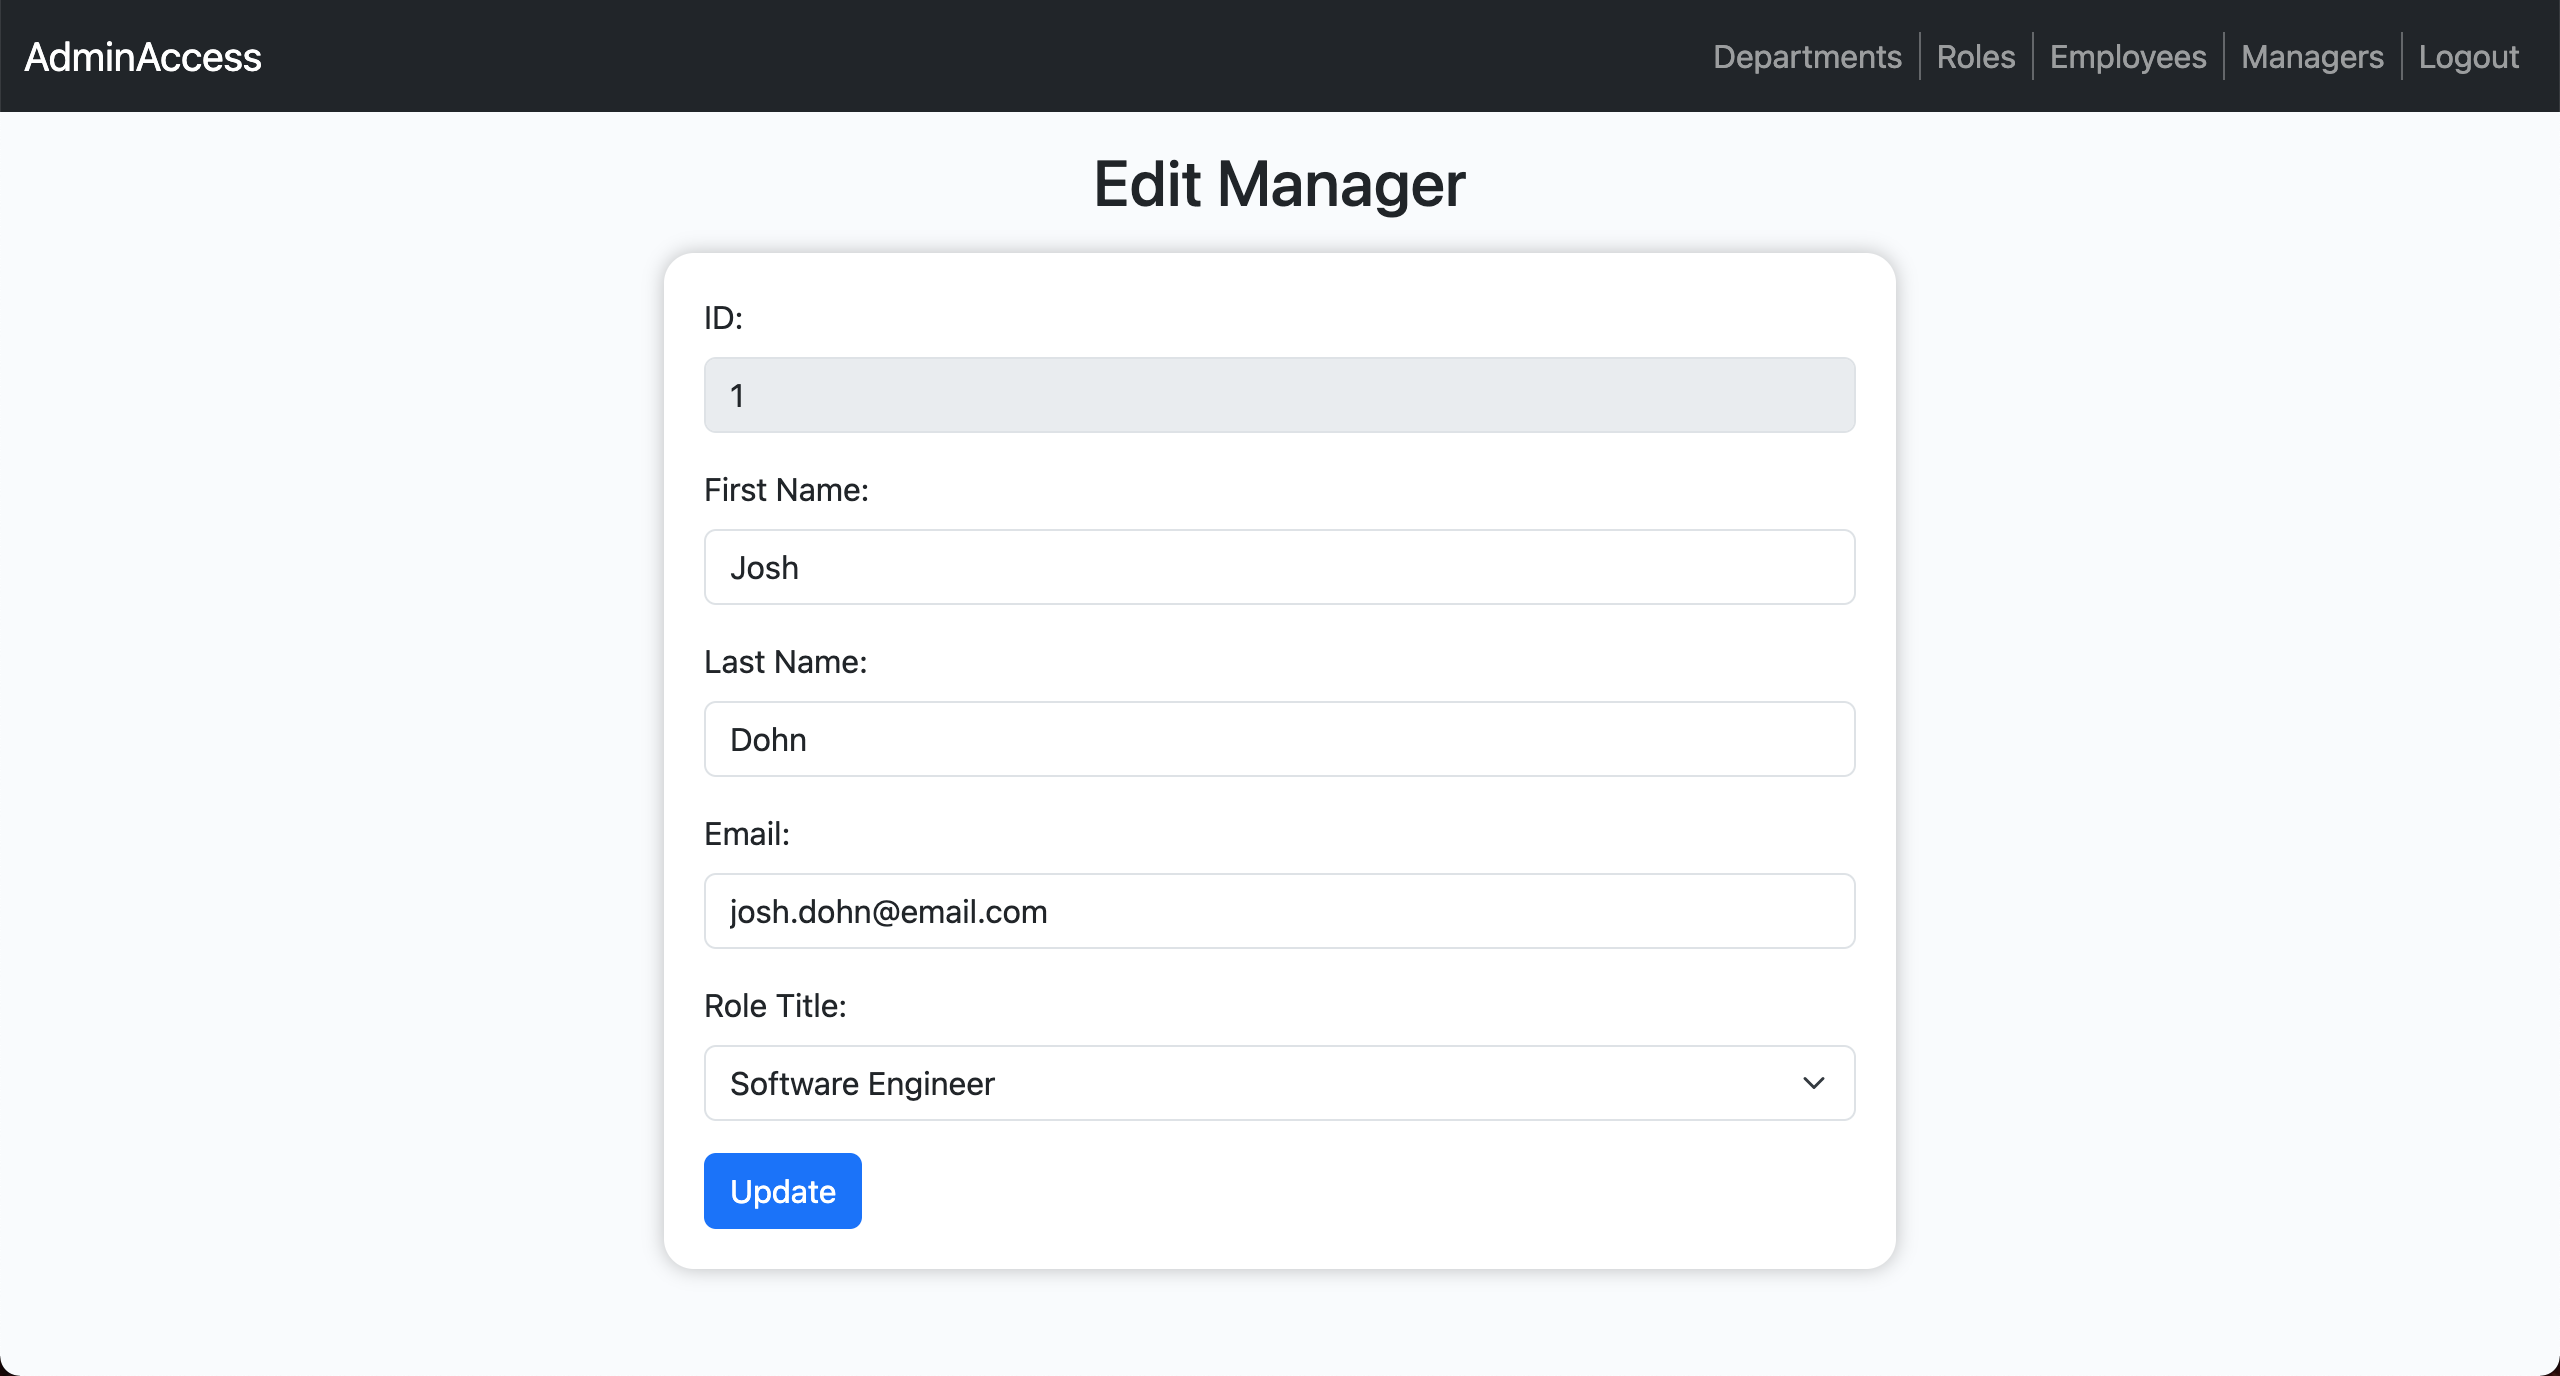 AdminAccess
Departments
Roles
Employees
Managers
Logout
Edit Manager
ID:
1
First Name:
Josh
Last Name:
Dohn
Email:
josh.dohn@email.com
Role Title:
Software Engineer
Update